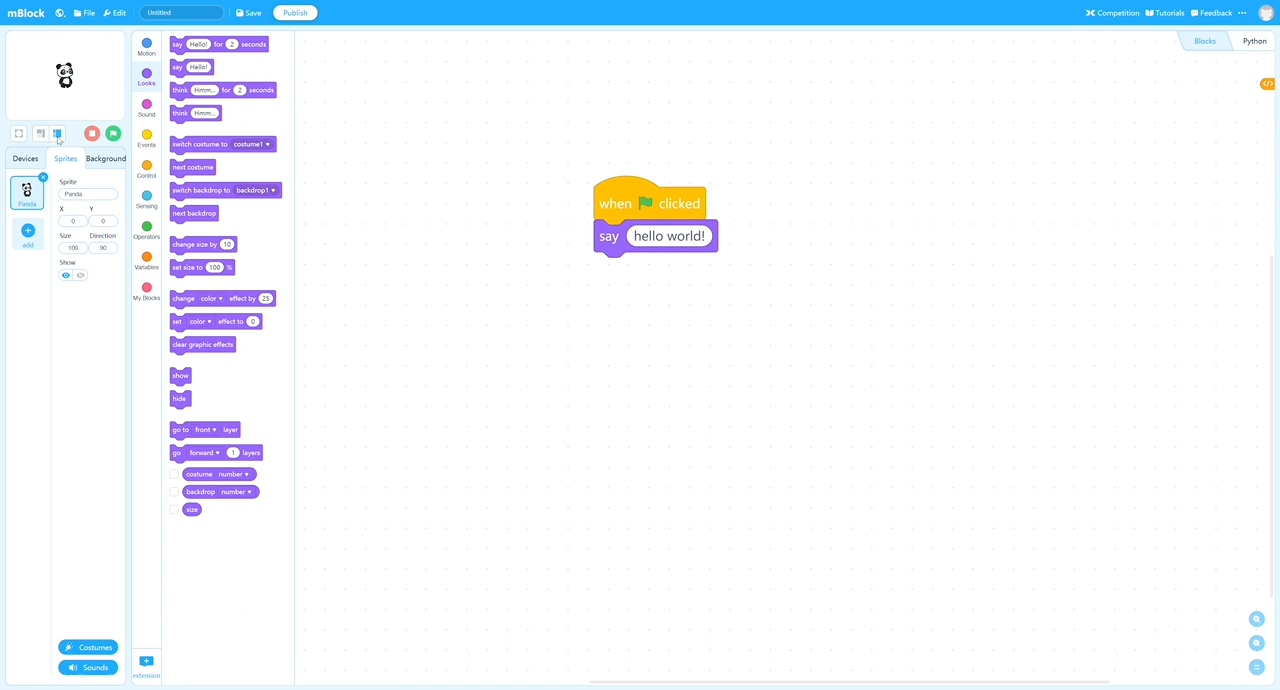 mBlock File Edit Untitled Save Publish Competition Tutorials Feedback
Blocks Python
Devices Sprites Background
Panda
add
Sprite
Panda
X Y
0 0
Size Direction
100 90
Show
Costumes
Sounds
Motion
Looks
Sound
Events
Control
Sensing
Operators
Variables
My Blocks
extension
say Hello! for 2 seconds
say Hello!
think Hmm.. for 2 seconds
think Hmm..
switch costume to costume1
next costume
switch backdrop to backdrop1
next backdrop
change size by 10
set size to 100 %
change color effect by 25
set color effect to 0
clear graphic effects
show
hide
go to front layer
go forward 1 layers
costume number
backdrop number
size
when clicked
say hello world!